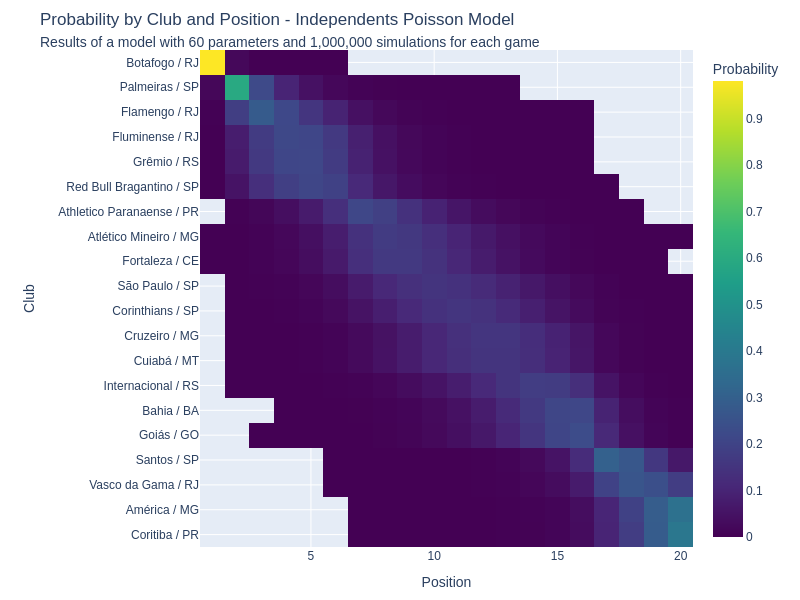 Probability by Club and Position - Independents Poisson Model
Results of a model with 60 parameters and 1,000,000 simulations for each game
Probability
Botafogo / RJ
Palmeiras / SP
Flamengo / RJ
Fluminense / RJ
Grêmio / RS
Red Bull Bragantino / SP
Athletico Paranaense / PR
Atlético Mineiro / MG
Fortaleza / CE
São Paulo / SP
Corinthians / SP
Cruzeiro / MG
Cuiabá / MT
Internacional / RS
Bahia / BA
Goiás / GO
Santos / SP
Vasco da Gama / RJ
América / MG
Coritiba / PR
Club
5
10
15
20
Position
0.9
0.8
0.7
0.6
0.5
0.4
0.3
0.2
0.1
0